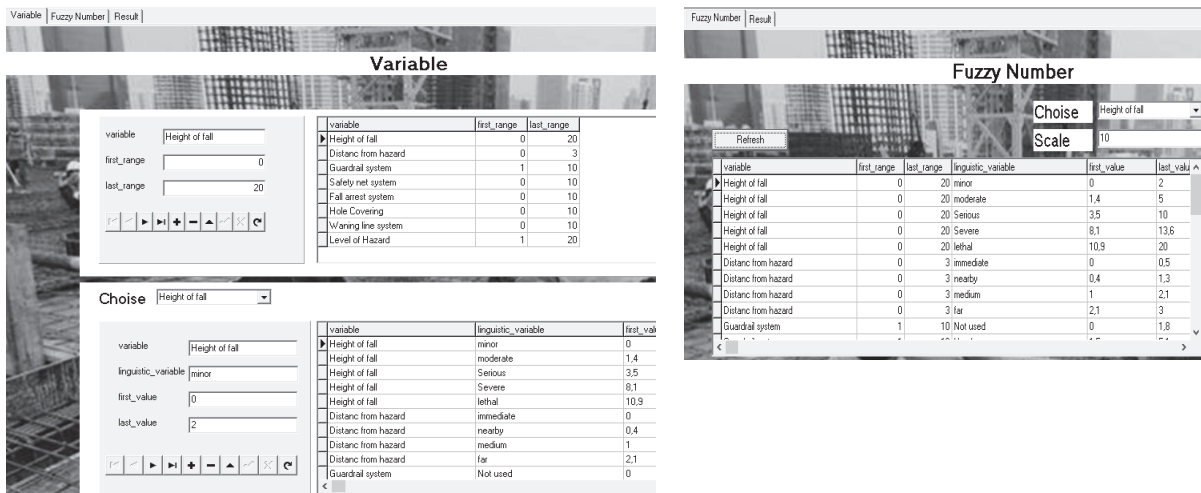 Variable Fuzzy Number Result
Variable
variable Height of fall
first_range 0
last_range 20
variable first_range last_range
Height of fall 0 20
Distanc from hazard 0 3
Guardrail system 1 10
Safety net system 0 10
Fall arrest system 0 10
Hole Covering 0 10
Waning line system 0 10
Level of Hazard 1 20
Choise Height of fall
variable Height of fall
linguistic_variable minor
first_value 0
last_value 2
variable linguistic_variable first_valu
Height of fall minor 0
Height of fall moderate 1,4
Height of fall Serious 3,5
Height of fall Severe 8,1
Height of fall lethal 10,9
Distanc from hazard immediate 0
Distanc from hazard nearby 0,4
Distanc from hazard medium 1
Distanc from hazard far 2,1
Guardrail system Not used 0
Fuzzy Number Result
Fuzzy Number
Choise Height of fall
Refresh Scale 10
variable first_range last_range linguistic_variable first_value last_valu
Height of fall 0 20 minor 0 2
Height of fall 0 20 moderate 1,4 5
Height of fall 0 20 Serious 3,5 10
Height of fall 0 20 Severe 8,1 13,6
Height of fall 0 20 lethal 10,9 20
Distanc from hazard 0 3 immediate 0 0,5
Distanc from hazard 0 3 nearby 0,4 1,3
Distanc from hazard 0 3 medium 1 2,1
Distanc from hazard 0 3 far 2,1 3
Guardrail system 1 10 Not used 0 1,8